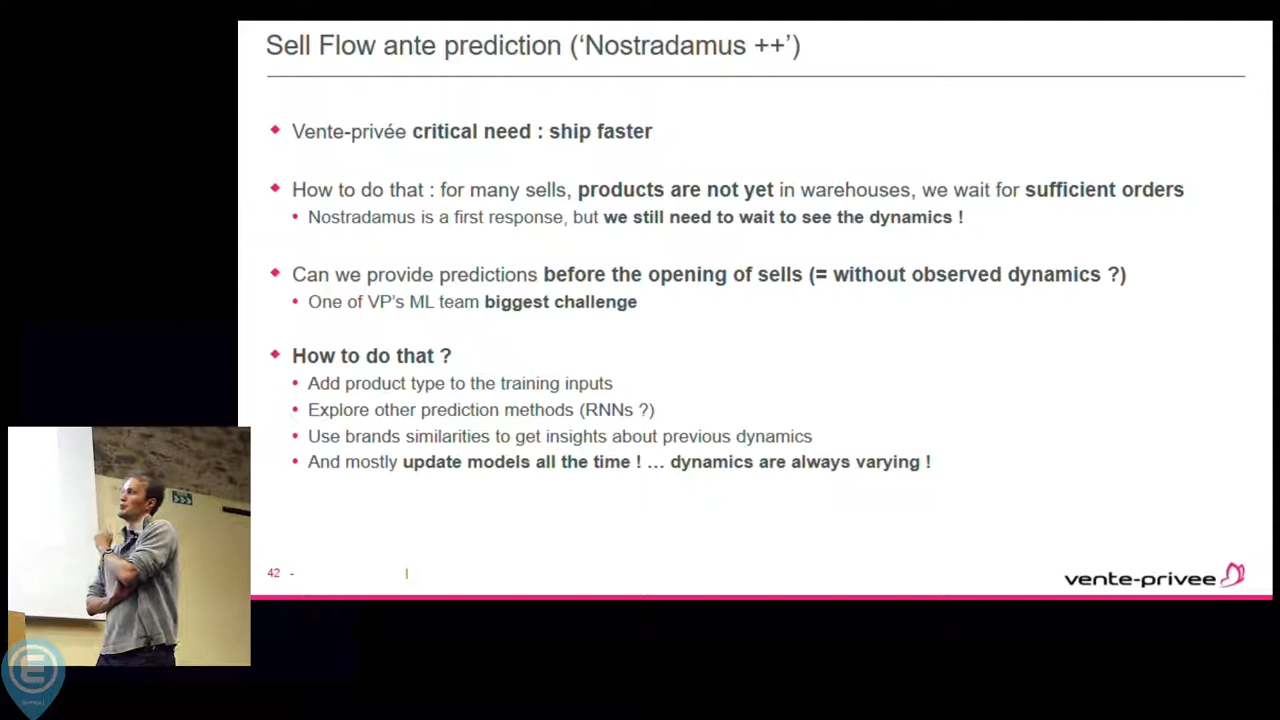 Sell Flow ante prediction (‘Nostradamus ++’)
Vente-privée critical need : ship faster
How to do that : for many sells, products are not yet in warehouses, we wait for sufficient orders
Nostradamus is a first response, but we still need to wait to see the dynamics !
Can we provide predictions before the opening of sells (= without observed dynamics ?)
One of VP’s ML team biggest challenge
How to do that ?
Add product type to the training inputs
Explore other prediction methods (RNNs ?)
Use brands similarities to get insights about previous dynamics
And mostly update models all the time ! … dynamics are always varying !
42 - |
vente-privee
E